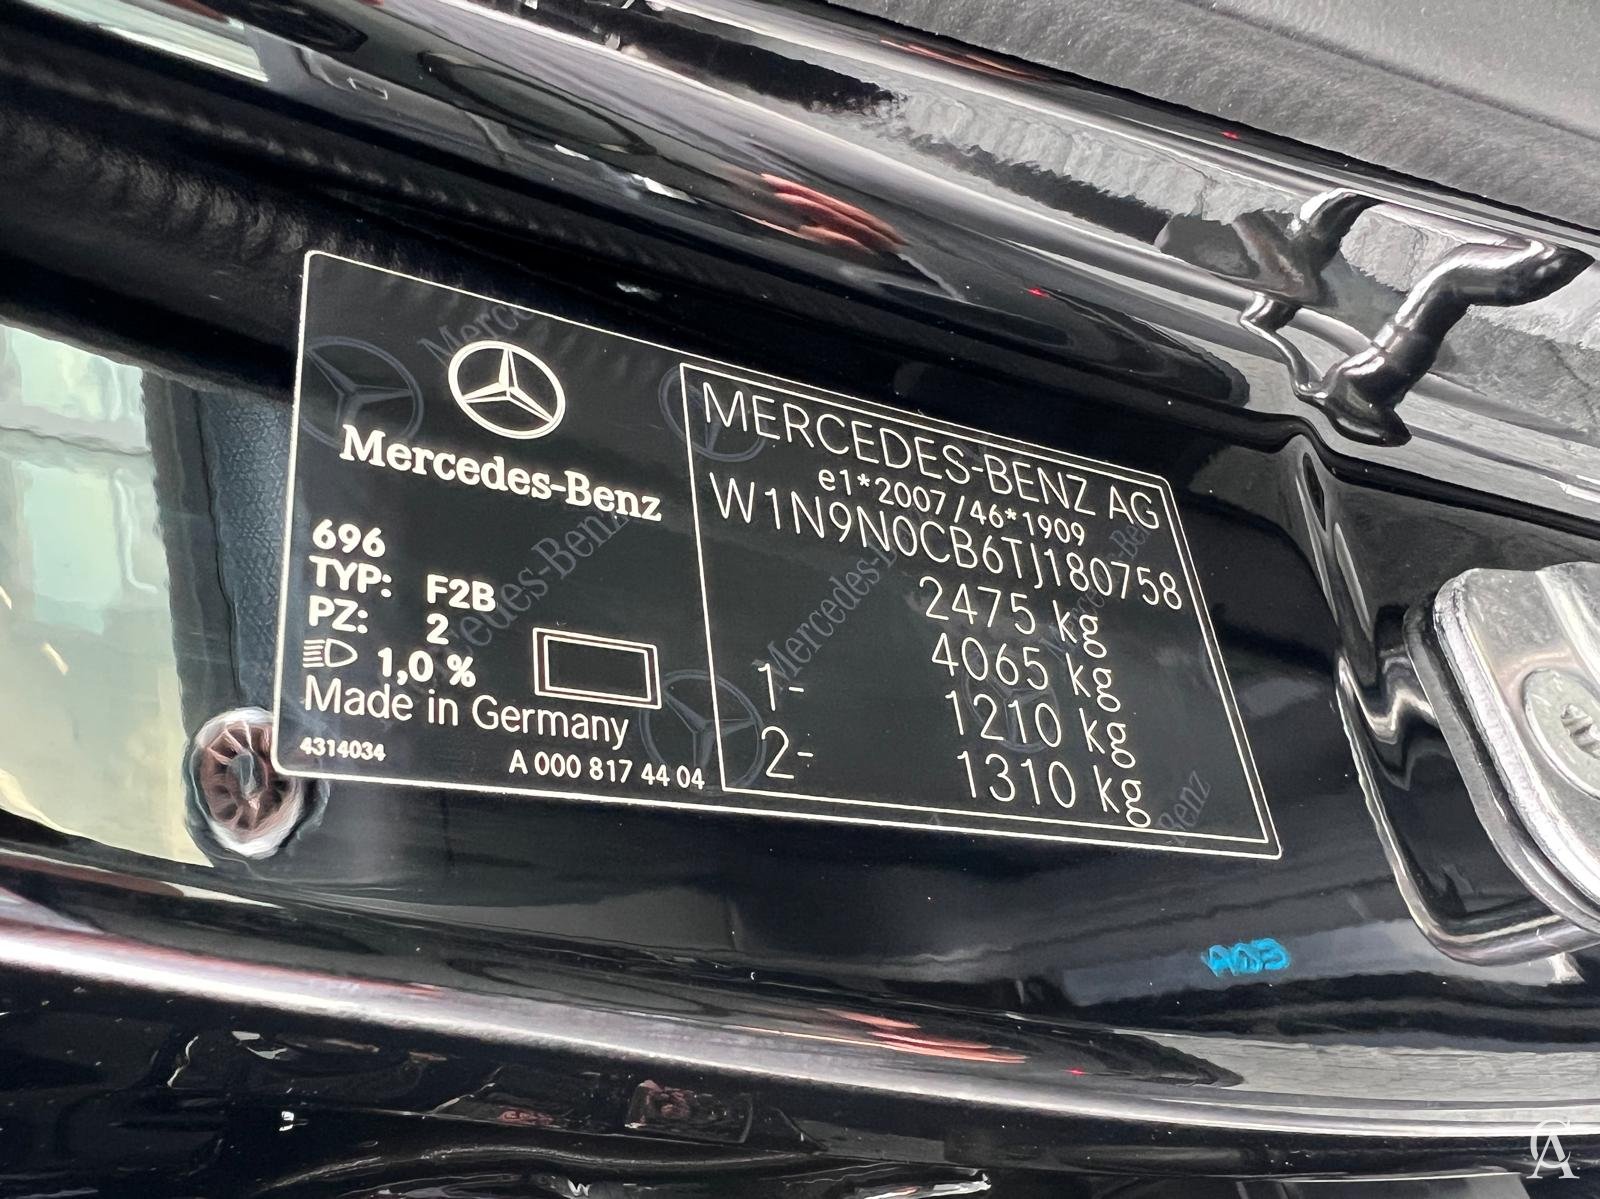 Mercedes-Benz
696
TYP: F2B
PZ: 2
1,0 %
Made in Germany
4314034 A 000 817 44 04
MERCEDES-BENZ AG
e1*2007/46*1909
W1N9N0CB6TJ180758
2475 kg
4065 kg
1- 1210 kg
2- 1310 kg